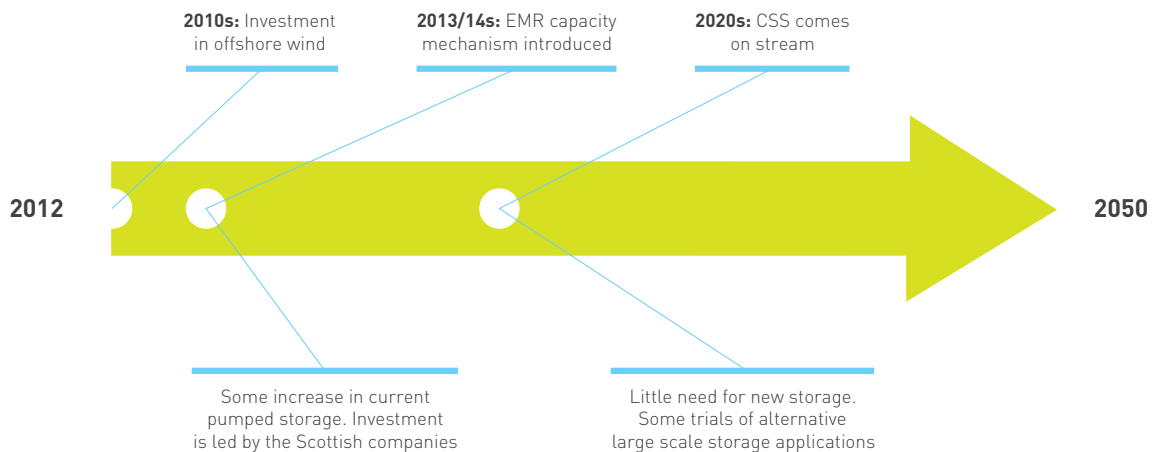 2010s: Investment
in offshore wind
2013/14s: EMR capacity
mechanism introduced
2020s: CSS comes
on stream
2012
2050
Some increase in current
pumped storage. Investment
is led by the Scottish companies
Little need for new storage.
Some trials of alternative
large scale storage applications